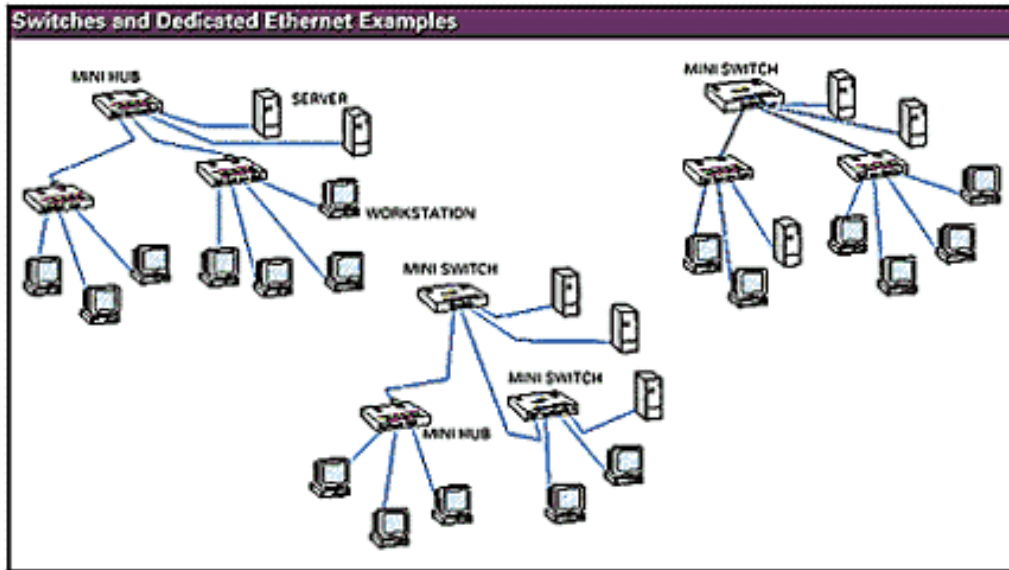 Switches and Dedicated Ethernet Examples
MINI HUB
SERVER
WORKSTATION
MINI SWITCH
MINI SWITCH
MINI SWITCH
MINI HUB